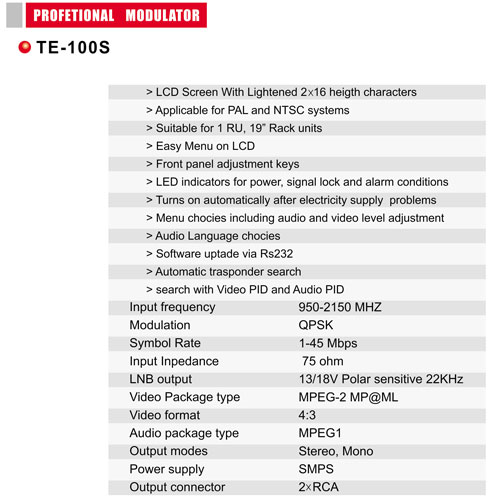 PROFETIONAL MODULATOR
TE-100S
> LCD Screen With Lightened 2x16 heigth characters
> Applicable for PAL and NTSC systems
> Suitable for 1 RU, 19” Rack units
> Easy Menu on LCD
> Front panel adjustment keys
> LED indicators for power, signal lock and alarm conditions
> Turns on automatically after electricity supply problems
> Menu chocies including audio and video level adjustment
> Audio Language chocies
> Software uptade via Rs232
> Automatic trasponder search
> search with Video PID and Audio PID
Input frequency 950-2150 MHZ
Modulation QPSK
Symbol Rate 1-45 Mbps
Input Inpedance 75 ohm
LNB output 13/18V Polar sensitive 22KHz
Video Package type MPEG-2 MP@ML
Video format 4:3
Audio package type MPEG1
Output modes Stereo, Mono
Power supply SMPS
Output connector 2xRCA